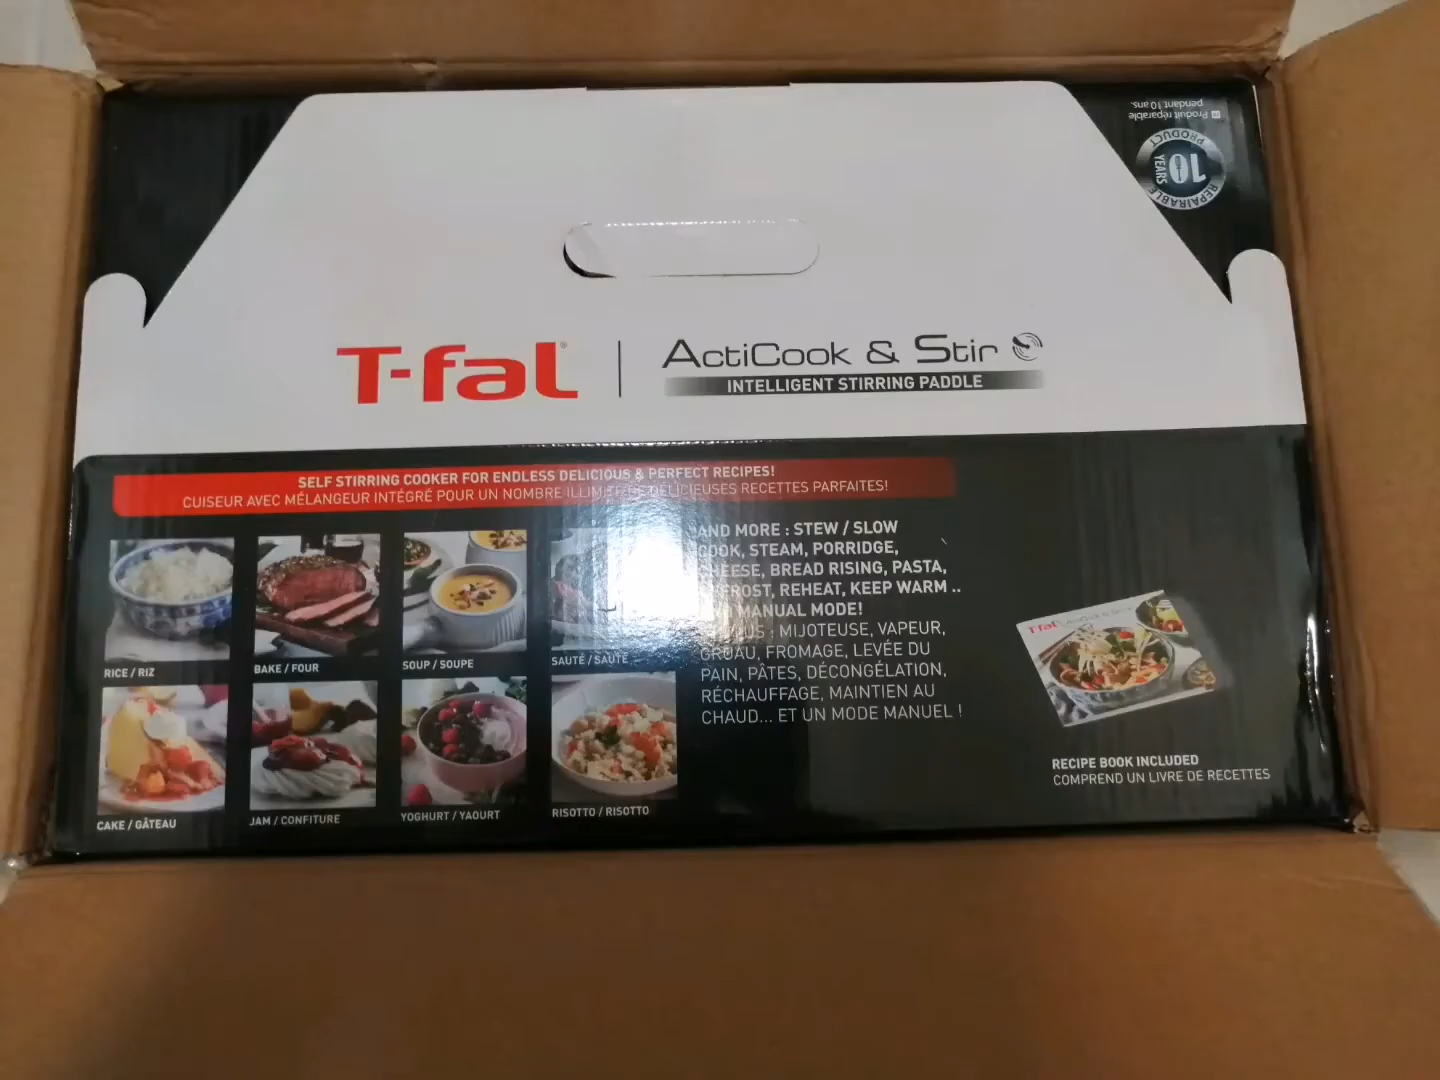 FR Produit réparable
pendant 10 ans.
10 YEARS
REPAIRABLE PRODUCT
T-fal®
ActiCook & Stir
INTELLIGENT STIRRING PADDLE
SELF STIRRING COOKER FOR ENDLESS DELICIOUS & PERFECT RECIPES!
CUISEUR AVEC MÉLANGEUR INTÉGRÉ POUR UN NOMBRE DÉLICIEUSES RECETTES PARFAITES!
RICE / RIZ
BAKE / FOUR
SOUP / SOUPE
SAUTÉ / SAUTÉ
CAKE / GÂTEAU
JAM / CONFITURE
YOGHURT / YAOURT
RISOTTO / RISOTTO
AND MORE : STEW / SLOW
COOK, STEAM, PORRIDGE,
CHEESE, BREAD RISING, PASTA,
REHEAT, KEEP WARM ..
MANUAL MODE!
: MIJOTEUSE, VAPEUR,
GRUAU, FROMAGE, LEVÉE DU
PAIN, PÂTES, DÉCONGÉLATION,
RÉCHAUFFAGE, MAINTIEN AU
CHAUD... ET UN MODE MANUEL !
T-fal
RECIPE BOOK INCLUDED
COMPREND UN LIVRE DE RECETTES